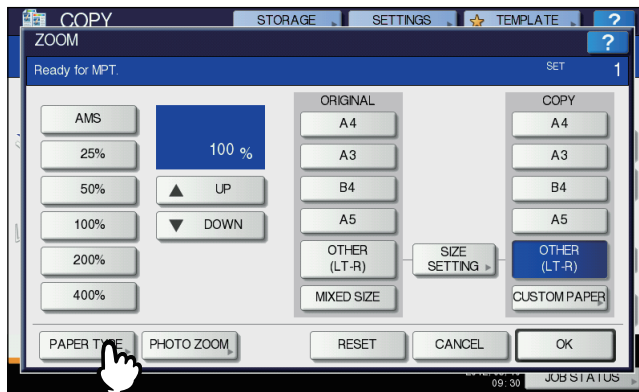 COPY
STORAGE SETTINGS TEMPLATE ?
ZOOM ?
Ready for MPT. SET 1
ORIGINAL COPY
AMS A4 A4
25% 100 % A3 A3
50% UP B4 B4
100% DOWN A5 A5
200% OTHER (LT-R) SIZE SETTING OTHER (LT-R)
400% MIXED SIZE CUSTOM PAPER
PAPER TYPE PHOTO ZOOM RESET CANCEL OK
09:30 JOB STATUS